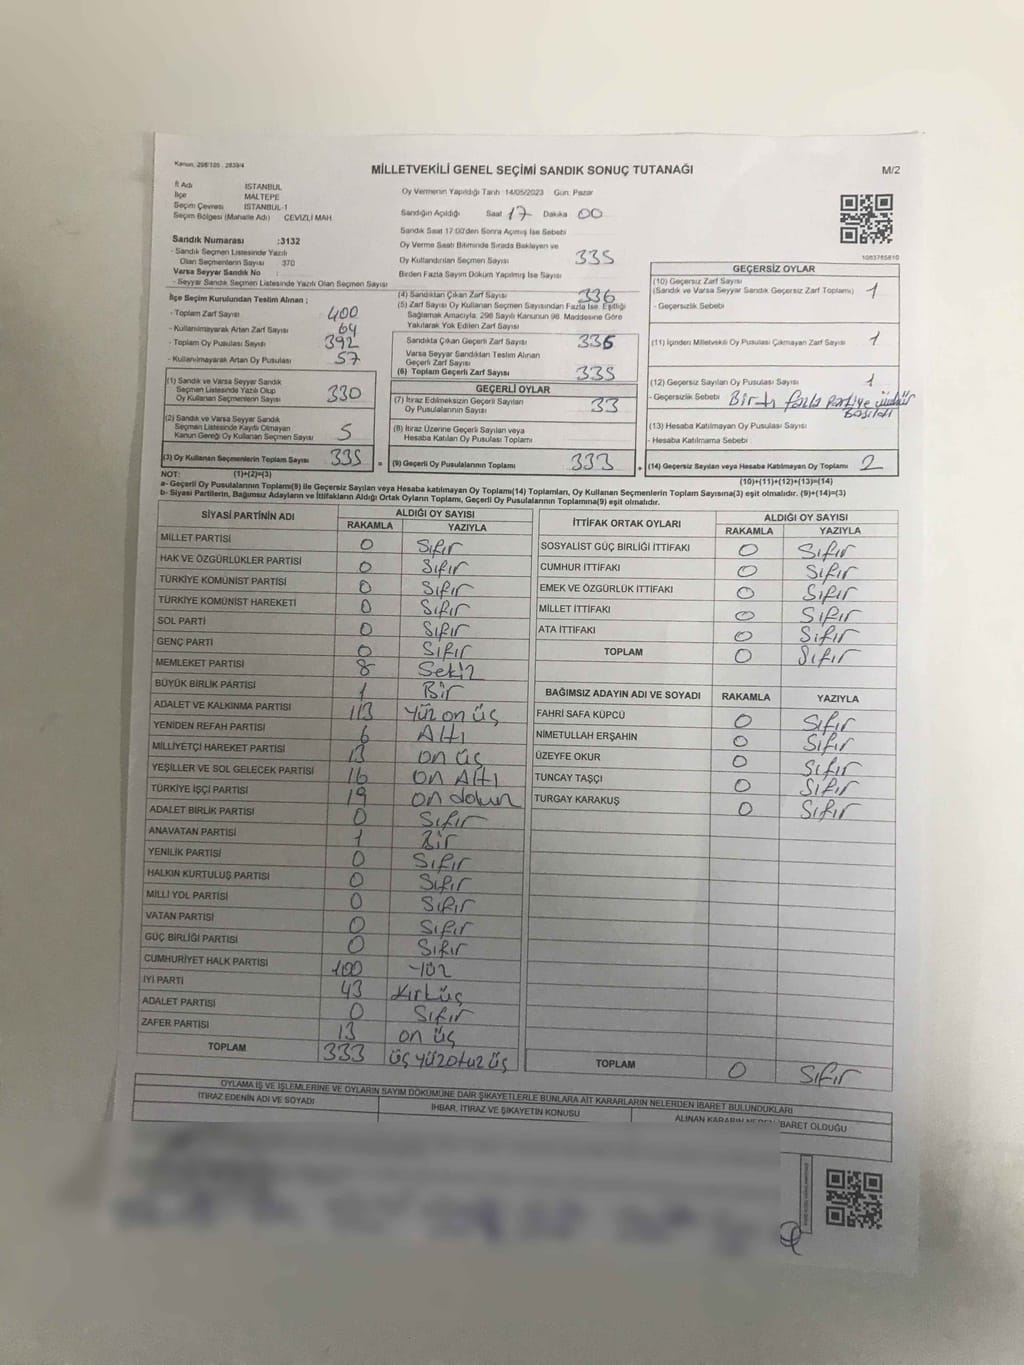 Kanun: 298/105 , 2839/4
MİLLETVEKİLİ GENEL SEÇİMİ SANDIK SONUÇ TUTANAĞI
M/2
İl Adı İSTANBUL
İlçe MALTEPE
Seçim Çevresi İSTANBUL-1
Seçim Bölgesi (Mahalle Adı) CEVİZLİ MAH.
Sandık Numarası :3132
- Sandık Seçmen Listesinde Yazılı
Olan Seçmenlerin Sayısı 370
Varsa Seyyar Sandık No :
- Seyyar Sandık Seçmen Listesinde Yazılı Olan Seçmen Sayısı
İlçe Seçim Kurulundan Teslim Alınan ;
- Toplam Zarf Sayısı 400
- Kullanılmayarak Artan Zarf Sayısı 64
- Toplam Oy Pusulası Sayısı 392
- Kullanılmayarak Artan Oy Pusulası 57
(1) Sandık ve Varsa Seyyar Sandık
Seçmen Listesinde Yazılı Olup
Oy Kullanan Seçmenlerin Sayısı 330
(2) Sandık ve Varsa Seyyar Sandık
Seçmen Listesinde Kayıtlı Olmayan
Kanun Gereği Oy Kullanan Seçmen Sayısı 5
(3) Oy Kullanan Seçmenlerin Toplam Sayısı 335
Oy Vermenin Yapıldığı Tarih :14/05/2023 Gün: Pazar
Sandığın Açıldığı Saat 17 Dakika 00
Sandık Saat 17:00'den Sonra Açılmış İse Sebebi
Oy Verme Saati Bitiminde Sırada Bekleyen ve
Oy Kullandırılan Seçmen Sayısı 335
Birden Fazla Sayım Döküm Yapılmış İse Sayısı
(4) Sandıktan Çıkan Zarf Sayısı 336
(5) Zarf Sayısı Oy Kullanan Seçmen Sayısından Fazla İse, Eşitliği
Sağlamak Amacıyla, 298 Sayılı Kanunun 98. Maddesine Göre
Yakılarak Yok Edilen Zarf Sayısı
Sandıkta Çıkan Geçerli Zarf Sayısı 336
Varsa Seyyar Sandıktan Teslim Alınan
Geçerli Zarf Sayısı
(6) Toplam Geçerli Zarf Sayısı 335
GEÇERLİ OYLAR
(7) İtiraz Edilmeksizin Geçerli Sayılan
Oy Pusulalarının Sayısı 33
(8) İtiraz Üzerine Geçerli Sayılan veya
Hesaba Katılan Oy Pusulası Toplamı
= (9) Geçerli Oy Pusulalarının Toplamı 333
1083765610
GEÇERSİZ OYLAR
(10) Geçersiz Zarf Sayısı
(Sandık ve Varsa Seyyar Sandık Geçersiz Zarf Toplamı) 1
- Geçersizlik Sebebi
(11) İçinden Milletvekili Oy Pusulası Çıkmayan Zarf Sayısı 1
(12) Geçersiz Sayılan Oy Pusulası Sayısı 1
- Geçersizlik Sebebi fazla Partiye mühür
Basıldı
(13) Hesaba Katılmayan Oy Pusulası Sayısı
- Hesaba Katılmama Sebebi
+ (14) Geçersiz Sayılan veya Hesaba Katılmayan Oy Toplamı 2
NOT: (1)+(2)=(3) (10)+(11)+(12)+(13)=(14)
a- Geçerli Oy Pusulalarının Toplamı(9) ile Geçersiz Sayılan veya Hesaba katılmayan Oy Toplamı(14) Toplamları, Oy Kullanan Seçmenlerin Toplam Sayısına(3) eşit olmalıdır. (9)+(14)=(3)
b- Siyasi Partilerin, Bağımsız Adayların ve İttifakların Aldığı Ortak Oyların Toplamı, Geçerli Oy Pusulalarının Toplamına(9) eşit olmalıdır.
SİYASİ PARTİNİN ADI ALDIĞI OY SAYISI
RAKAMLA YAZIYLA
MİLLET PARTİSİ 0 Sıfır
HAK VE ÖZGÜRLÜKLER PARTİSİ 0 Sıfır
TÜRKİYE KOMÜNİST PARTİSİ 0 Sıfır
TÜRKİYE KOMÜNİST HAREKETİ 0 Sıfır
SOL PARTİ 0 Sıfır
GENÇ PARTİ 0 Sıfır
MEMLEKET PARTİSİ 8 Sekiz
BÜYÜK BİRLİK PARTİSİ 1 Bir
ADALET VE KALKINMA PARTİSİ 113 Yüz on üç
YENİDEN REFAH PARTİSİ 6 Altı
MİLLİYETÇİ HAREKET PARTİSİ 13 on üç
YEŞİLLER VE SOL GELECEK PARTİSİ 16 on Altı
TÜRKİYE İŞÇİ PARTİSİ 19 on dokun
ADALET BİRLİK PARTİSİ 0 Sıfır
ANAVATAN PARTİSİ 1 Bir
YENİLİK PARTİSİ 0 Sıfır
HALKIN KURTULUŞ PARTİSİ 0 Sıfır
MİLLİ YOL PARTİSİ 0 Sıfır
VATAN PARTİSİ 0 Sıfır
GÜÇ BİRLİĞİ PARTİSİ 0 Sıfır
CUMHURİYET HALK PARTİSİ 100 Yüz
İYİ PARTİ 43 Kırküç
ADALET PARTİSİ 0 Sıfır
ZAFER PARTİSİ 13 on üç
TOPLAM 333 üç yüzotuz üç
İTTİFAK ORTAK OYLARI ALDIĞI OY SAYISI
RAKAMLA YAZIYLA
SOSYALİST GÜÇ BİRLİĞİ İTTİFAKI 0 Sıfır
CUMHUR İTTİFAKI 0 Sıfır
EMEK VE ÖZGÜRLÜK İTTİFAKI 0 Sıfır
MİLLET İTTİFAKI 0 Sıfır
ATA İTTİFAKI 0 Sıfır
TOPLAM 0 Sıfır
BAĞIMSIZ ADAYIN ADI VE SOYADI RAKAMLA YAZIYLA
FAHRİ SAFA KÜPCÜ 0 Sıfır
NİMETULLAH ERŞAHİN 0 Sıfır
ÜZEYFE OKUR 0 Sıfır
TUNCAY TAŞÇI 0 Sıfır
TURGAY KARAKUŞ 0 Sıfır
TOPLAM 0 Sıfır
OYLAMA İŞ VE İŞLEMLERİNE VE OYLARIN SAYIM DÖKÜMÜNE DAİR ŞİKAYETLERLE BUNLARA AİT KARARLARIN NELERDEN İBARET BULUNDUKLARI
İTİRAZ EDENİN ADI VE SOYADI İHBAR, İTİRAZ VE ŞİKAYETİN KONUSU ALINAN KARARIN NEDEN İBARET OLDUĞU